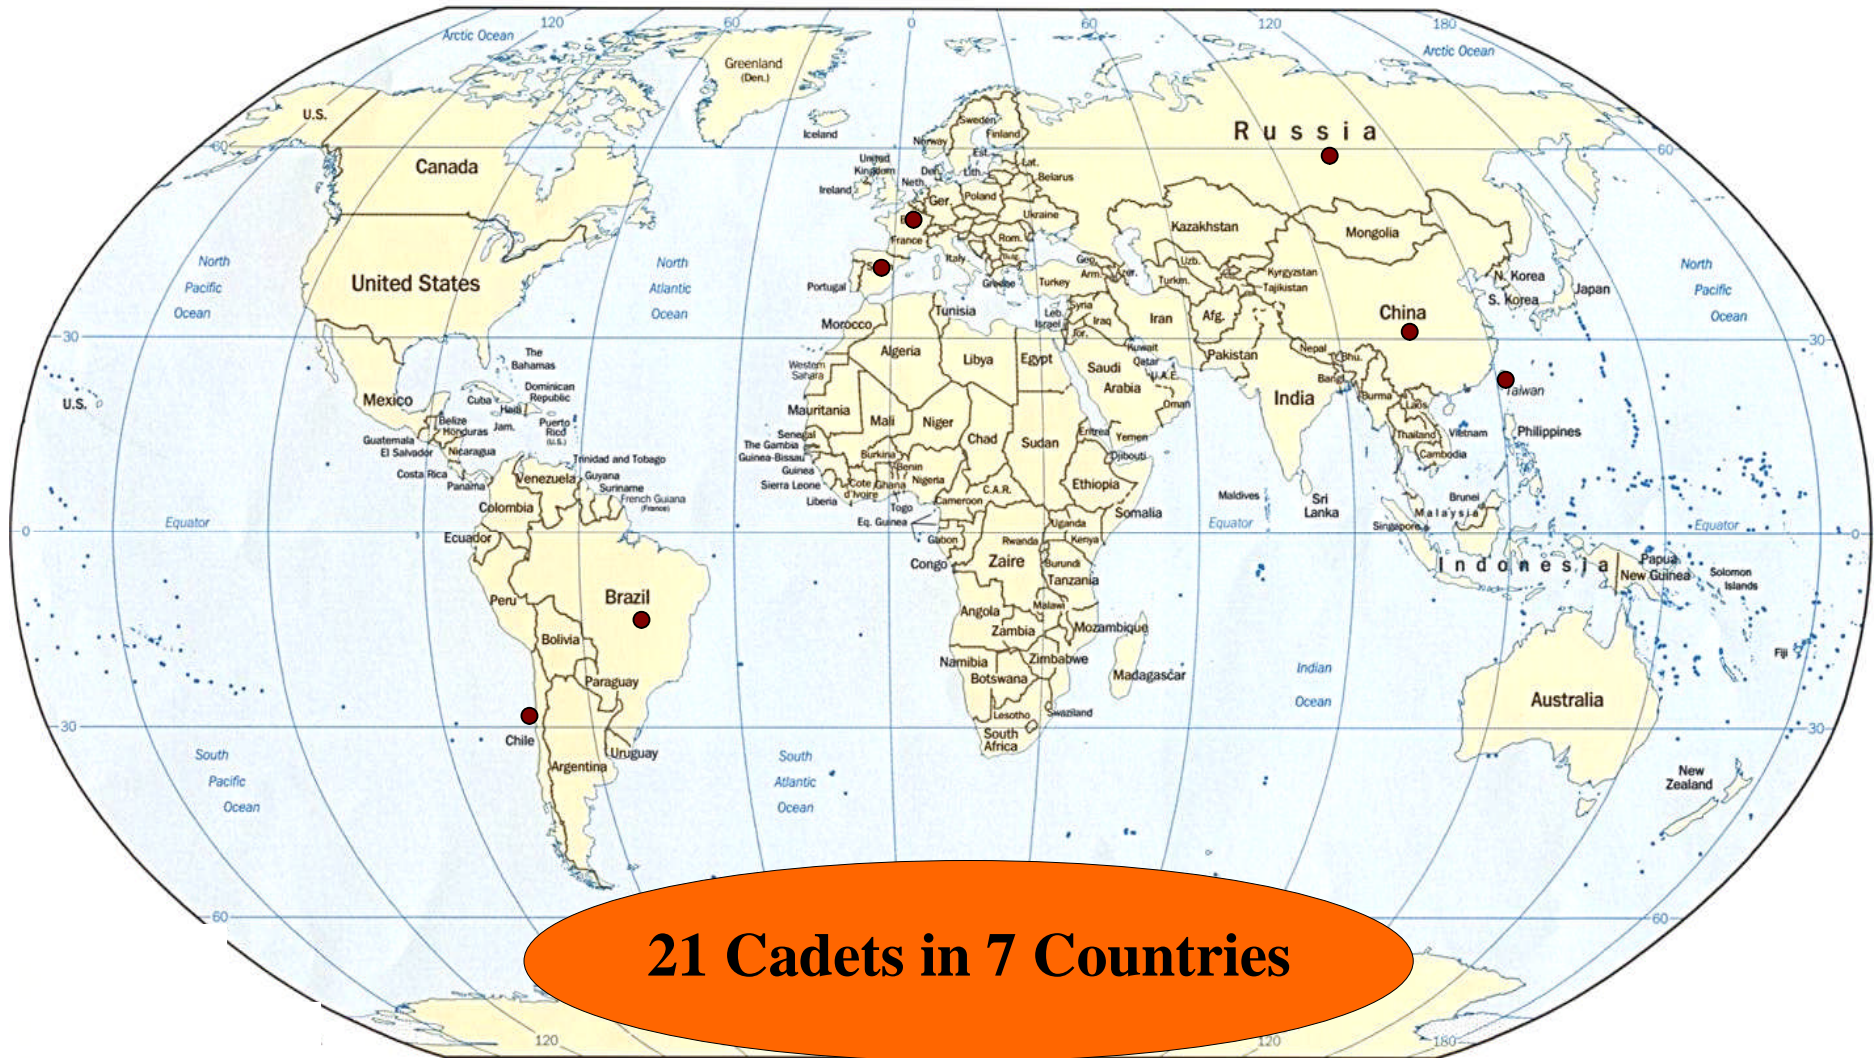 120
60
0
60
120
180
Arctic Ocean
Arctic Ocean
Greenland
(Den.)
U.S.
Iceland
Sweden
Finland
Norway
Russia
60
60
Canada
United
Kingdom
Est.
Lat.
Den.
Lith.
Neth.
Belarus
Ireland
Ger.
Poland
Ukraine
Kazakhstan
Mongolia
France
Rom.
North
Pacific
Ocean
United States
North
Atlantic
Ocean
Italy
Geo.
Uzb.
Kyrgyzstan
Tajikistan
N. Korea
S. Korea
Japan
North
Pacific
Ocean
Portugal
Greece
Turkey
Arm.
Turkm.
China
Tunisia
Syria
Leb.
Israel
Jor.
Iraq
Iran
Afg.
Morocco
30
30
Algeria
Libya
Egypt
Kuwait
Qatar
U.A.E.
Pakistan
Nepal
Bhu.
The
Bahamas
Western
Sahara
Saudi
Arabia
Bangl.
Taiwan
U.S.
Mexico
Cuba
Dominican
Republic
Haiti
Jam.
Puerto
Rico
(U.S.)
Mauritania
Mali
Niger
Chad
Sudan
Oman
Yemen
Eritrea
Djibouti
India
Burma
Laos
Thailand
Vietnam
Cambodia
Philippines
Belize
Honduras
Guatemala
El Salvador
Nicaragua
Costa Rica
Panama
Trinidad and Tobago
Venezuela
Guyana
Suriname
French Guiana
(France)
Colombia
Senegal
The Gambia
Guinea-Bissau
Guinea
Sierra Leone
Liberia
Burkina
Benin
Cote
d'Ivoire
Ghana
Nigeria
Togo
Cameroon
C.A.R.
Ethiopia
Somalia
Maldives
Sri
Lanka
Brunei
Malaysia
Singapore
0
Equator
Ecuador
Eq. Guinea
Gabon
Congo
Uganda
Rwanda
Kenya
Zaire
Burundi
Tanzania
Equator
Indonesia
Equator
0
Papua
New Guinea
Solomon
Islands
Peru
Brazil
Bolivia
Angola
Malawi
Zambia
Mozambique
Namibia
Zimbabwe
Botswana
Madagascar
Indian
Ocean
Fiji
Paraguay
Australia
Lesotho
Swaziland
South
Africa
30
30
Chile
Uruguay
Argentina
South
Pacific
Ocean
South
Atlantic
Ocean
New
Zealand
60
60
21 Cadets in 7 Countries
120
120
180